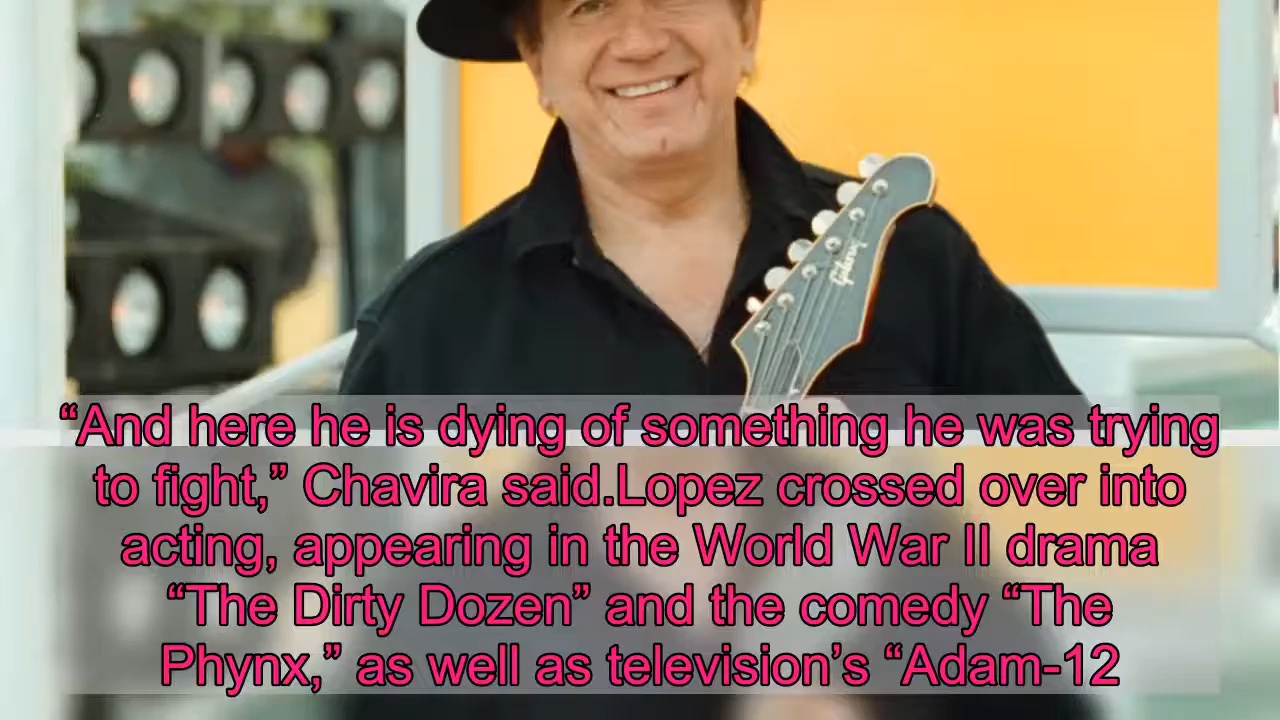 Gibson
“And here he is dying of something he was trying
to fight,” Chavira said.Lopez crossed over into
acting, appearing in the World War II drama
“The Dirty Dozen” and the comedy “The
Phynx,” as well as television’s “Adam-12